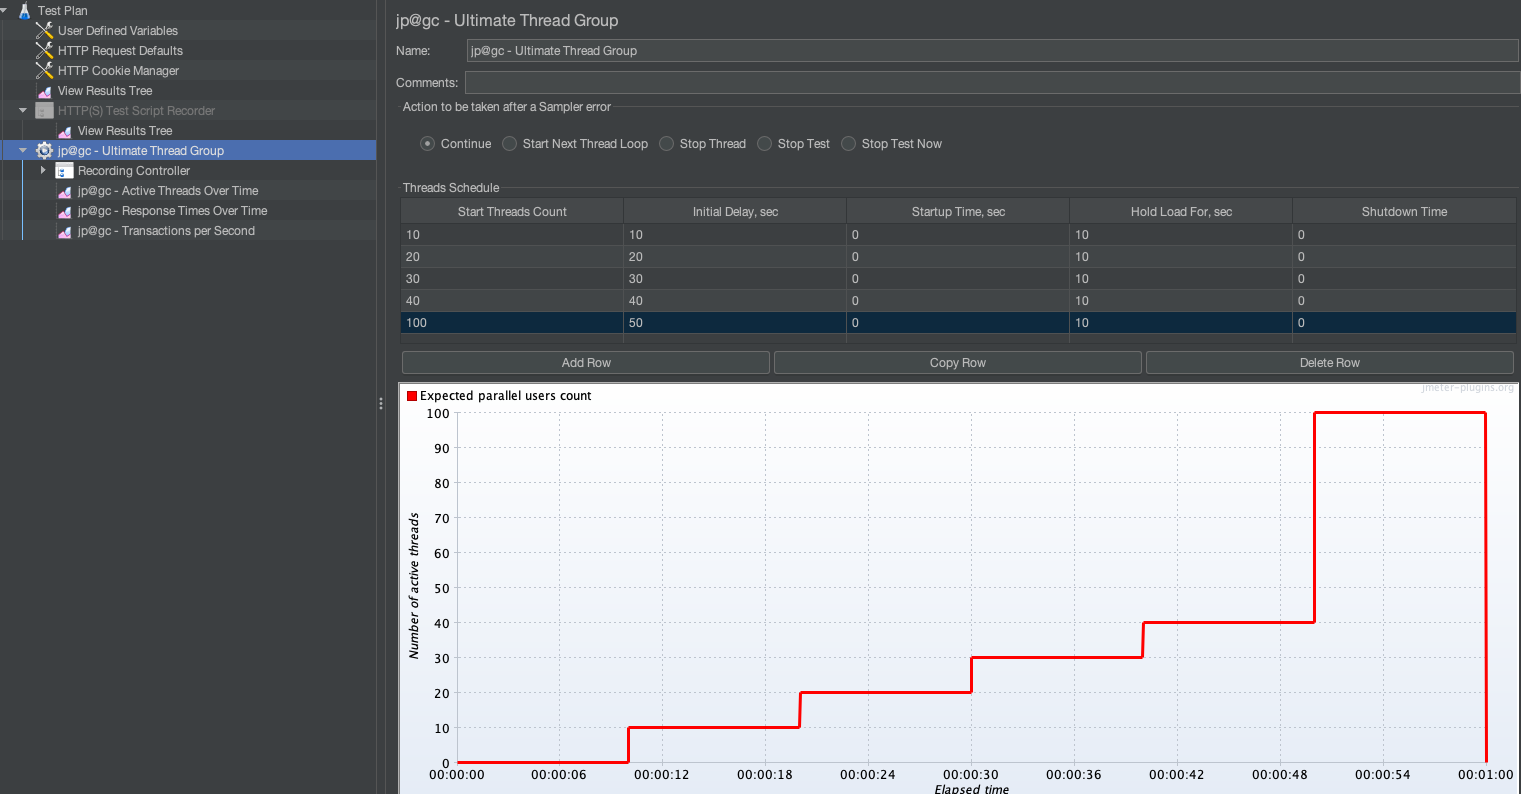 Test Plan
User Defined Variables
HTTP Request Defaults
HTTP Cookie Manager
View Results Tree
HTTP(S) Test Script Recorder
View Results Tree
jp@gc - Ultimate Thread Group
Recording Controller
jp@gc - Active Threads Over Time
jp@gc - Response Times Over Time
jp@gc - Transactions per Second
jp@gc - Ultimate Thread Group
Name: jp@gc - Ultimate Thread Group
Comments:
Action to be taken after a Sampler error
Continue Start Next Thread Loop Stop Thread Stop Test Stop Test Now
Threads Schedule
Start Threads Count Initial Delay, sec Startup Time, sec Hold Load For, sec Shutdown Time
10 10 0 10 0
20 20 0 10 0
30 30 0 10 0
40 40 0 10 0
100 50 0 10 0
Add Row Copy Row Delete Row
jmeter-plugins.org
Expected parallel users count
100
90
80
70
60
50
40
30
20
10
0
Number of active threads
00:00:00 00:00:06 00:00:12 00:00:18 00:00:24 00:00:30 00:00:36 00:00:42 00:00:48 00:00:54 00:01:00
Elapsed time